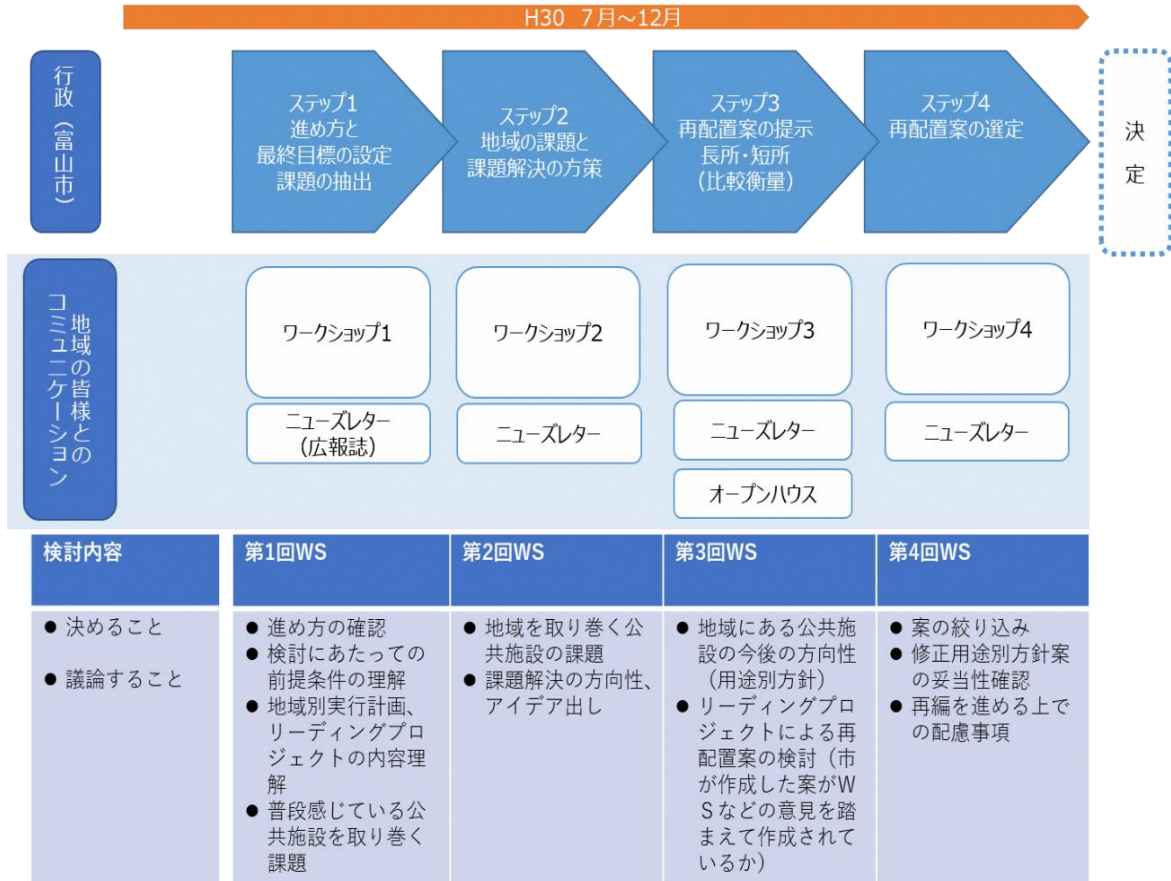 H30 7月～12月
行政（富山市）
ステップ1
進め方と
最終目標の設定
課題の抽出
ステップ2
地域の課題と
課題解決の方策
ステップ3
再配置案の提示
長所・短所
（比較衡量）
ステップ4
再配置案の選定
決定
地域の皆様との
コミュニケーション
ワークショップ1
ワークショップ2
ワークショップ3
ワークショップ4
ニューズレター
（広報誌）
ニューズレター
ニューズレター
ニューズレター
オープンハウス
検討内容
第1回WS
第2回WS
第3回WS
第4回WS
● 決めること
● 議論すること
● 進め方の確認
● 検討にあたっての
前提条件の理解
● 地域別実行計画、
リーディングプロ
ジェクトの内容理
解
● 普段感じている公
共施設を取り巻く
課題
● 地域を取り巻く公
共施設の課題
● 課題解決の方向性、
アイデア出し
● 地域にある公共施
設の今後の方向性
（用途別方針）
● リーディングプロ
ジェクトによる再
配置案の検討（市
が作成した案がW
Sなどの意見を踏
まえて作成されて
いるか）
● 案の絞り込み
● 修正用途別方針案
の妥当性確認
● 再編を進める上で
の配慮事項